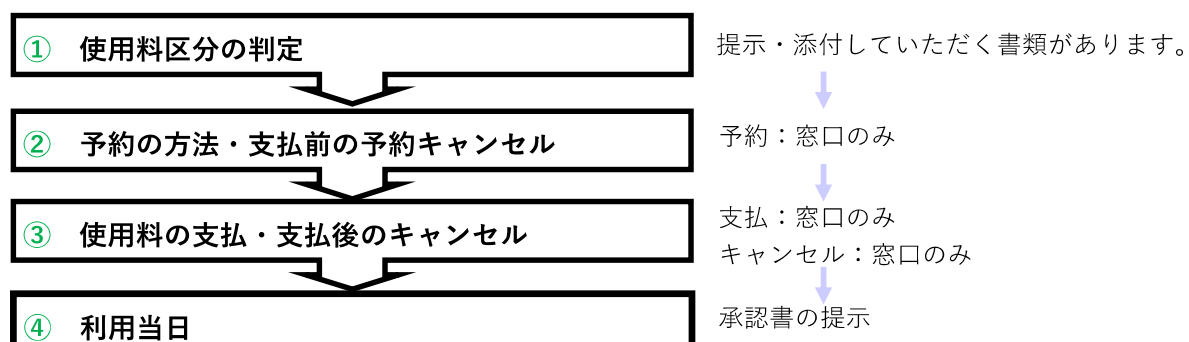 ① 使用料区分の判定
提示・添付していただく書類があります。
② 予約の方法・支払前の予約キャンセル
予約：窓口のみ
③ 使用料の支払・支払後のキャンセル
支払：窓口のみ
キャンセル：窓口のみ
④ 利用当日
承認書の提示